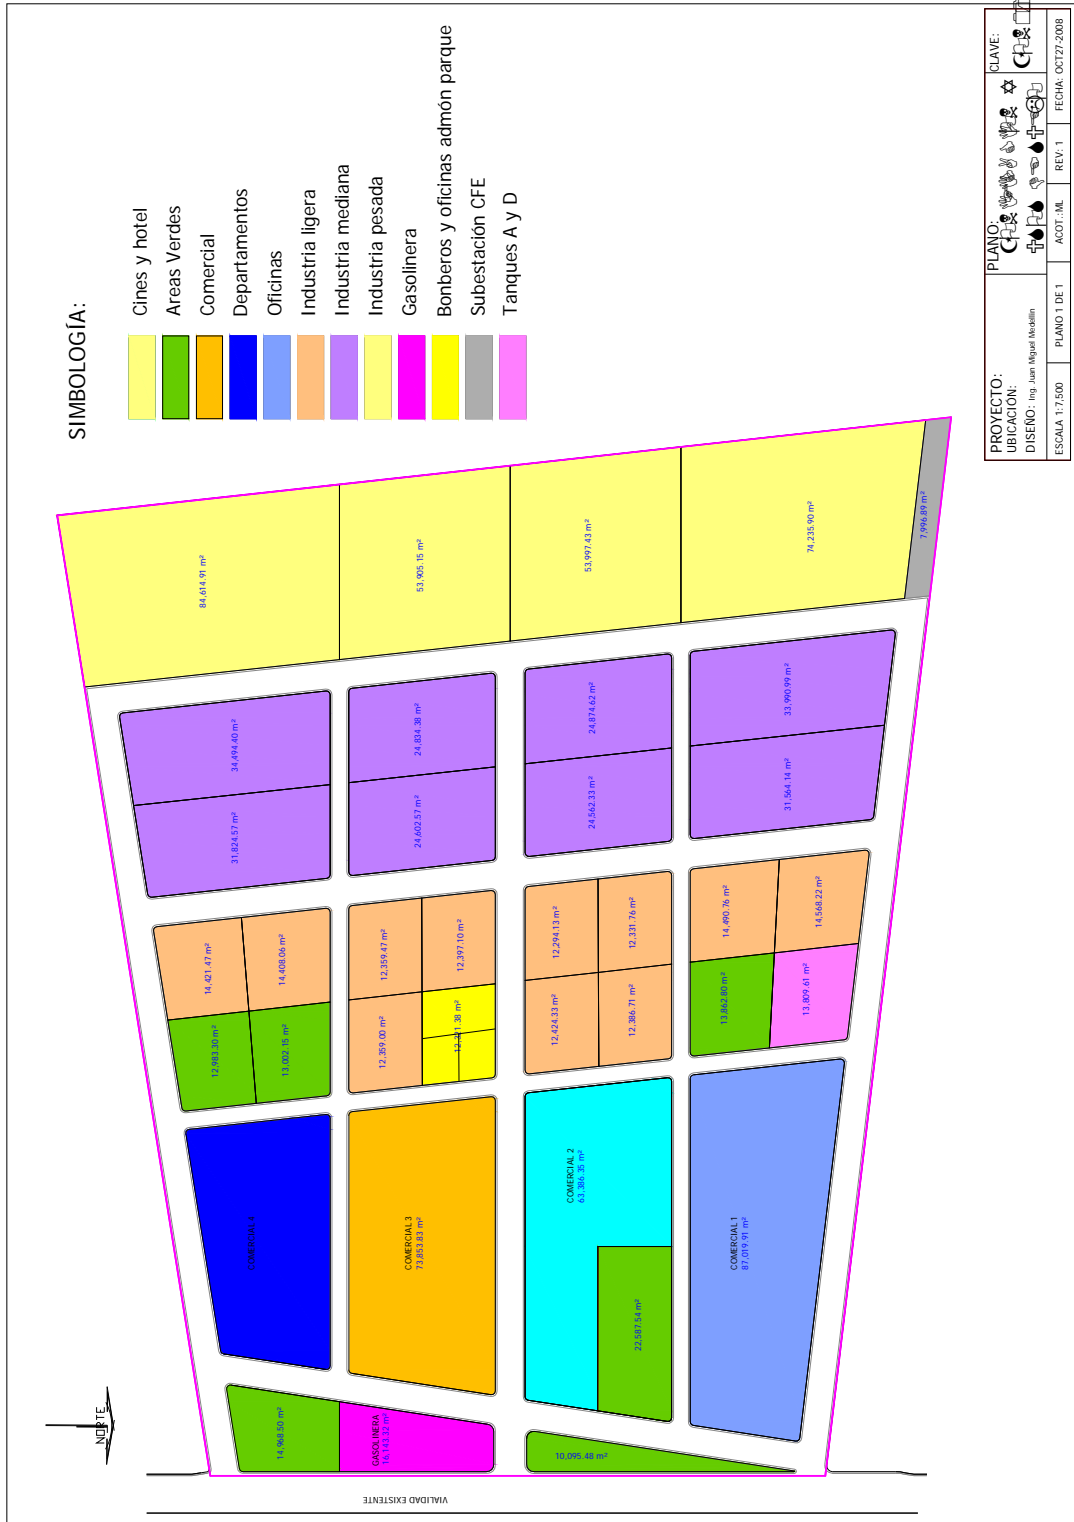 SIMBOLOGÍA:
Cines y hotel
Areas Verdes
Comercial
Departamentos
Oficinas
Industria ligera
Industria mediana
Industria pesada
Gasolinera
Bonberos y oficinas admón parque
Subestación CFE
Tanques A y D
84,614.91 m²
53,905.15 m²
53,997.43 m²
74,235.90 m²
7,996.89 m²
34,494.40 m²
31,824.57 m²
24,834.38 m²
24,602.57 m²
24,874.62 m²
24,562.33 m²
33,990.99 m²
31,564.14 m²
14,421.47 m²
14,408.06 m²
12,983.30 m²
13,002.15 m²
12,359.47 m²
12,397.10 m²
12,359.00 m²
12,321.38 m²
12,294.13 m²
12,331.76 m²
12,424.33 m²
12,386.71 m²
14,490.76 m²
14,568.22 m²
13,862.80 m²
13,809.61 m²
COMERCIAL 4
COMERCIAL 3
73,853.83 m²
COMERCIAL 2
63,386.35 m²
22,587.54 m²
COMERCIAL 1
87,019.91 m²
14,968.50 m²
GASOLINERA
16,143.32 m²
10,095.48 m²
NORTE
VIALIDAD EXISTENTE
PROYECTO:
UBICACIÓN:
DISEÑO: Ing. Juan Miguel Medellín
PLANO:
CLAVE:
ESCALA 1:7,500
PLANO 1 DE 1
ACOT.:ML
REV: 1
FECHA: OCT27-2008